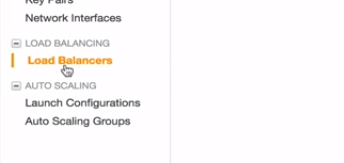 Key Pairs
Network Interfaces
LOAD BALANCING
Load Balancers
AUTO SCALING
Launch Configurations
Auto Scaling Groups